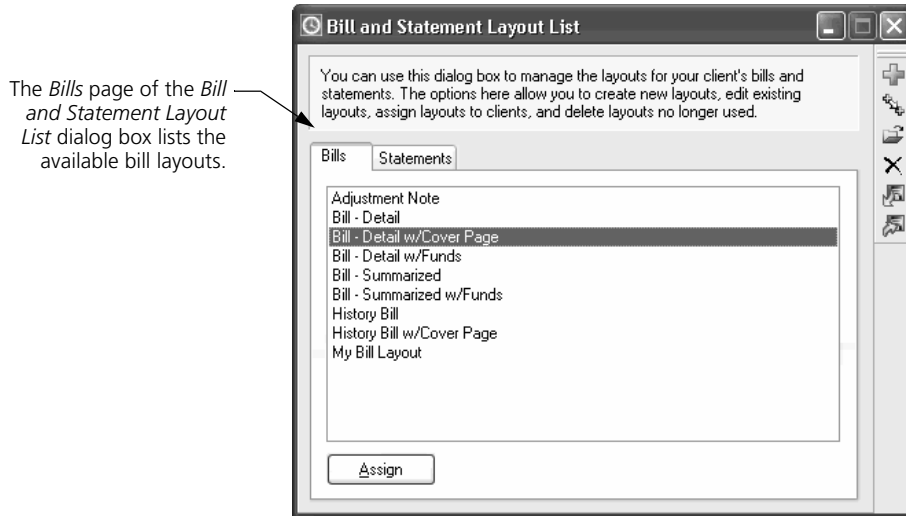 The Bills page of the Bill
and Statement Layout
List dialog box lists the
available bill layouts.
Bill and Statement Layout List
You can use this dialog box to manage the layouts for your client's bills and
statements. The options here allow you to create new layouts, edit existing
layouts, assign layouts to clients, and delete layouts no longer used.
Bills
Statements
Adjustment Note
Bill - Detail
Bill - Detail w/Cover Page
Bill - Detail w/Funds
Bill - Summarized
Bill - Summarized w/Funds
History Bill
History Bill w/Cover Page
My Bill Layout
Assign